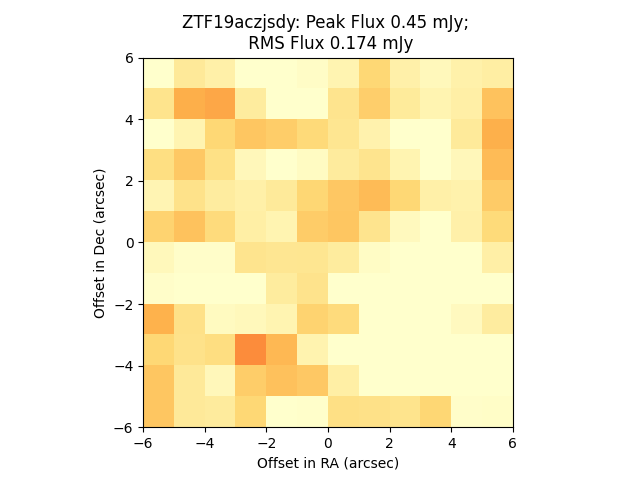 ZTF19aczjsdy: Peak Flux 0.45 mJy;
RMS Flux 0.174 mJy
6
4
2
0
−2
−4
−6
Offset in Dec (arcsec)
−6 −4 −2 0 2 4 6
Offset in RA (arcsec)